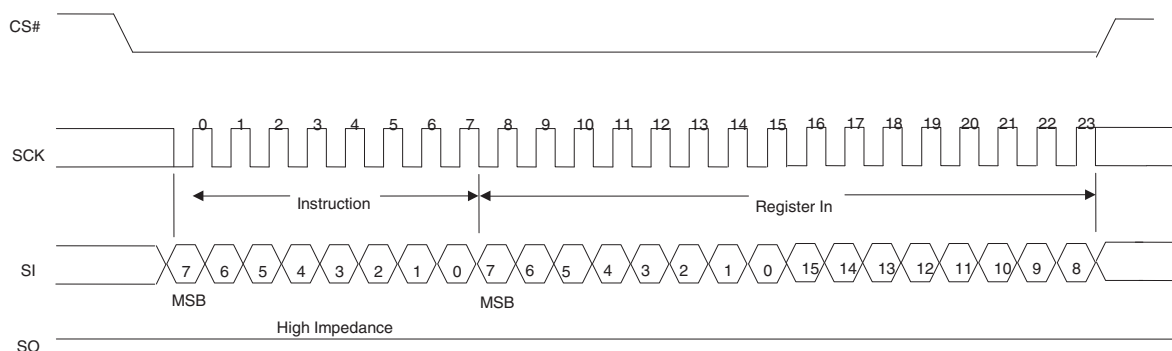 CS#
0 1 2 3 4 5 6 7 8 9 10 11 12 13 14 15 16 17 18 19 20 21 22 23
SCK
Instruction Register In
SI 7 6 5 4 3 2 1 0 7 6 5 4 3 2 1 0 15 14 13 12 11 10 9 8
MSB MSB
High Impedance
SO